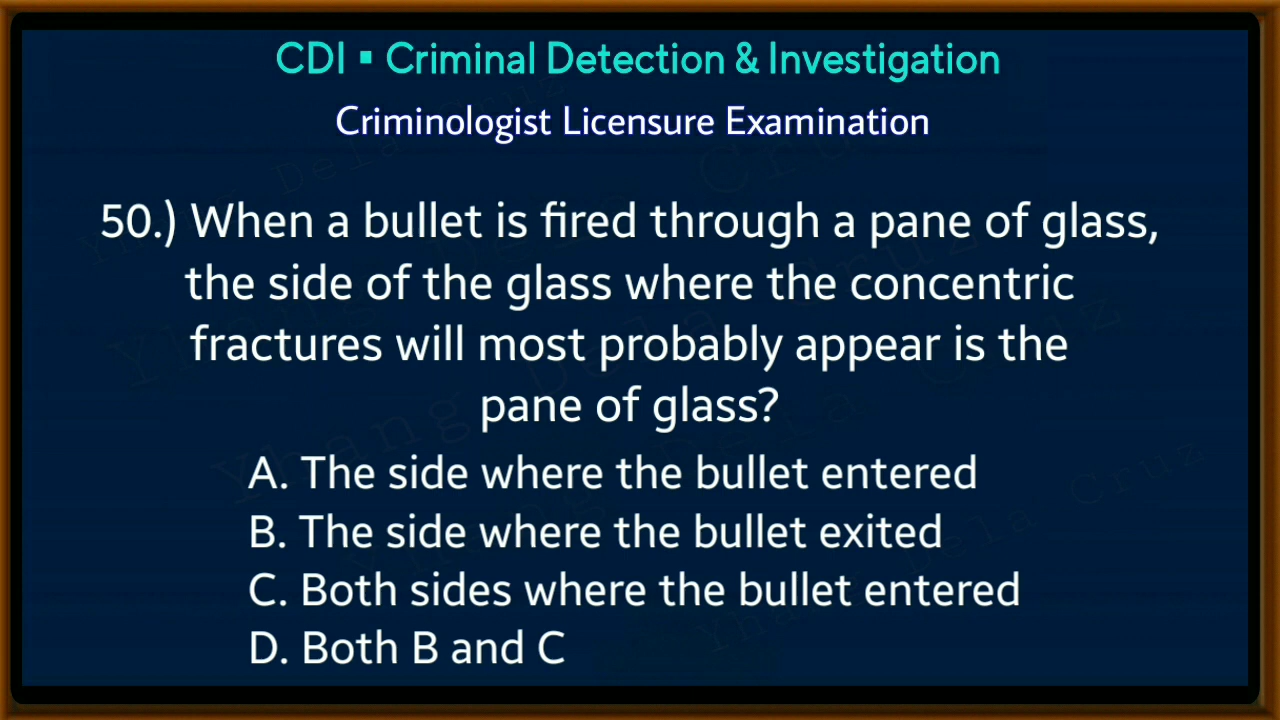 CDI ▪ Criminal Detection & Investigation
Criminologist Licensure Examination
50.) When a bullet is fired through a pane of glass,
the side of the glass where the concentric
fractures will most probably appear is the
pane of glass?
A. The side where the bullet entered
B. The side where the bullet exited
C. Both sides where the bullet entered
D. Both B and C